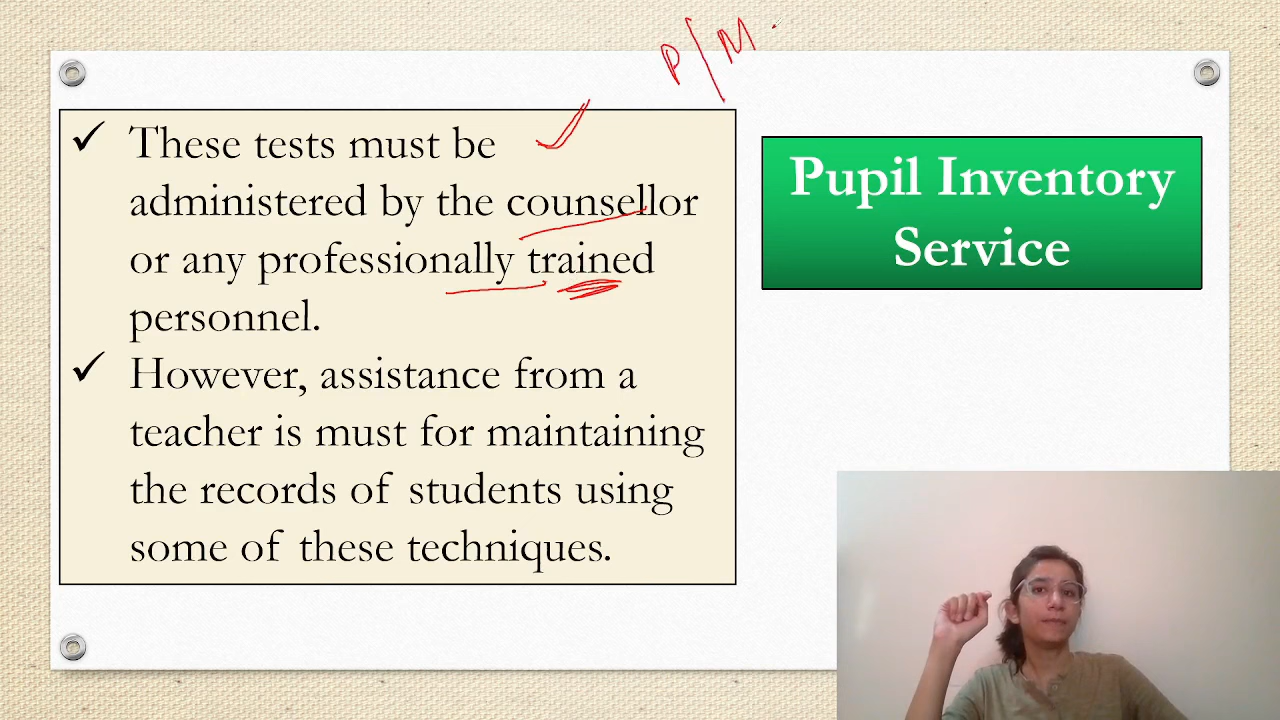 P/M
✓ These tests must be
administered by the counsellor
or any professionally trained
personnel.
✓ However, assistance from a
teacher is must for maintaining
the records of students using
some of these techniques.
Pupil Inventory
Service